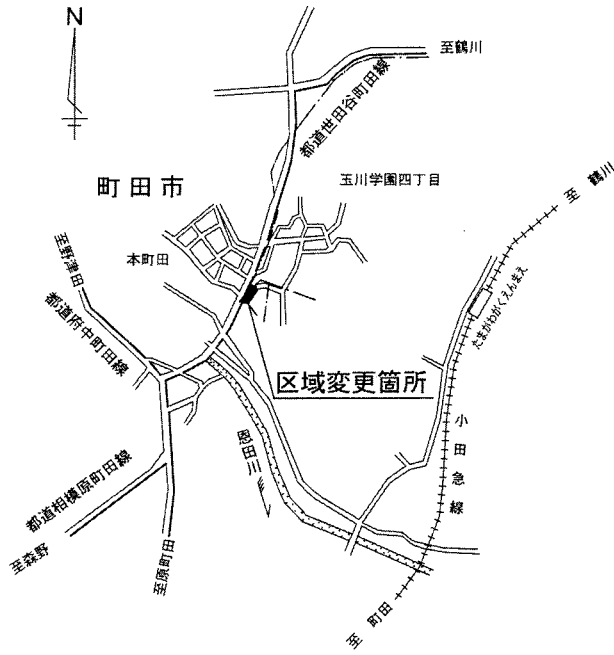 N
至鶴川
都道世田谷町田線
町田市
玉川学園四丁目
至鶴川
至野津田
本町田
たまがわがくえんまえ
都道府中町田線
区域変更箇所
恩田川
小田急線
都道相模原町田線
至森野
至原町田
至町田